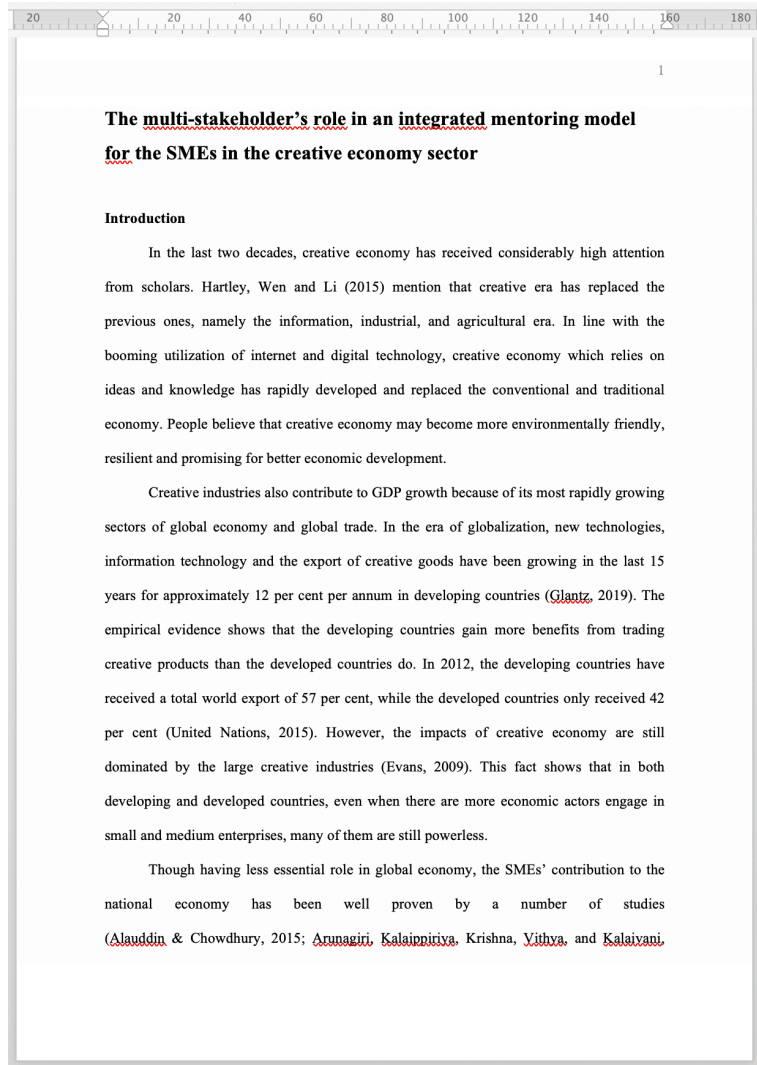 20 20 40 60 80 100 120 140 160 180
1
The multi-stakeholder’s role in an integrated mentoring model
for the SMEs in the creative economy sector
Introduction
In the last two decades, creative economy has received considerably high attention
from scholars. Hartley, Wen and Li (2015) mention that creative era has replaced the
previous ones, namely the information, industrial, and agricultural era. In line with the
booming utilization of internet and digital technology, creative economy which relies on
ideas and knowledge has rapidly developed and replaced the conventional and traditional
economy. People believe that creative economy may become more environmentally friendly,
resilient and promising for better economic development.
Creative industries also contribute to GDP growth because of its most rapidly growing
sectors of global economy and global trade. In the era of globalization, new technologies,
information technology and the export of creative goods have been growing in the last 15
years for approximately 12 per cent per annum in developing countries (Glantz, 2019). The
empirical evidence shows that the developing countries gain more benefits from trading
creative products than the developed countries do. In 2012, the developing countries have
received a total world export of 57 per cent, while the developed countries only received 42
per cent (United Nations, 2015). However, the impacts of creative economy are still
dominated by the large creative industries (Evans, 2009). This fact shows that in both
developing and developed countries, even when there are more economic actors engage in
small and medium enterprises, many of them are still powerless.
Though having less essential role in global economy, the SMEs’ contribution to the
national economy has been well proven by a number of studies
(Alauddin & Chowdhury, 2015; Arunagiri, Kalaippiriya, Krishna, Vithya, and Kalaivani,